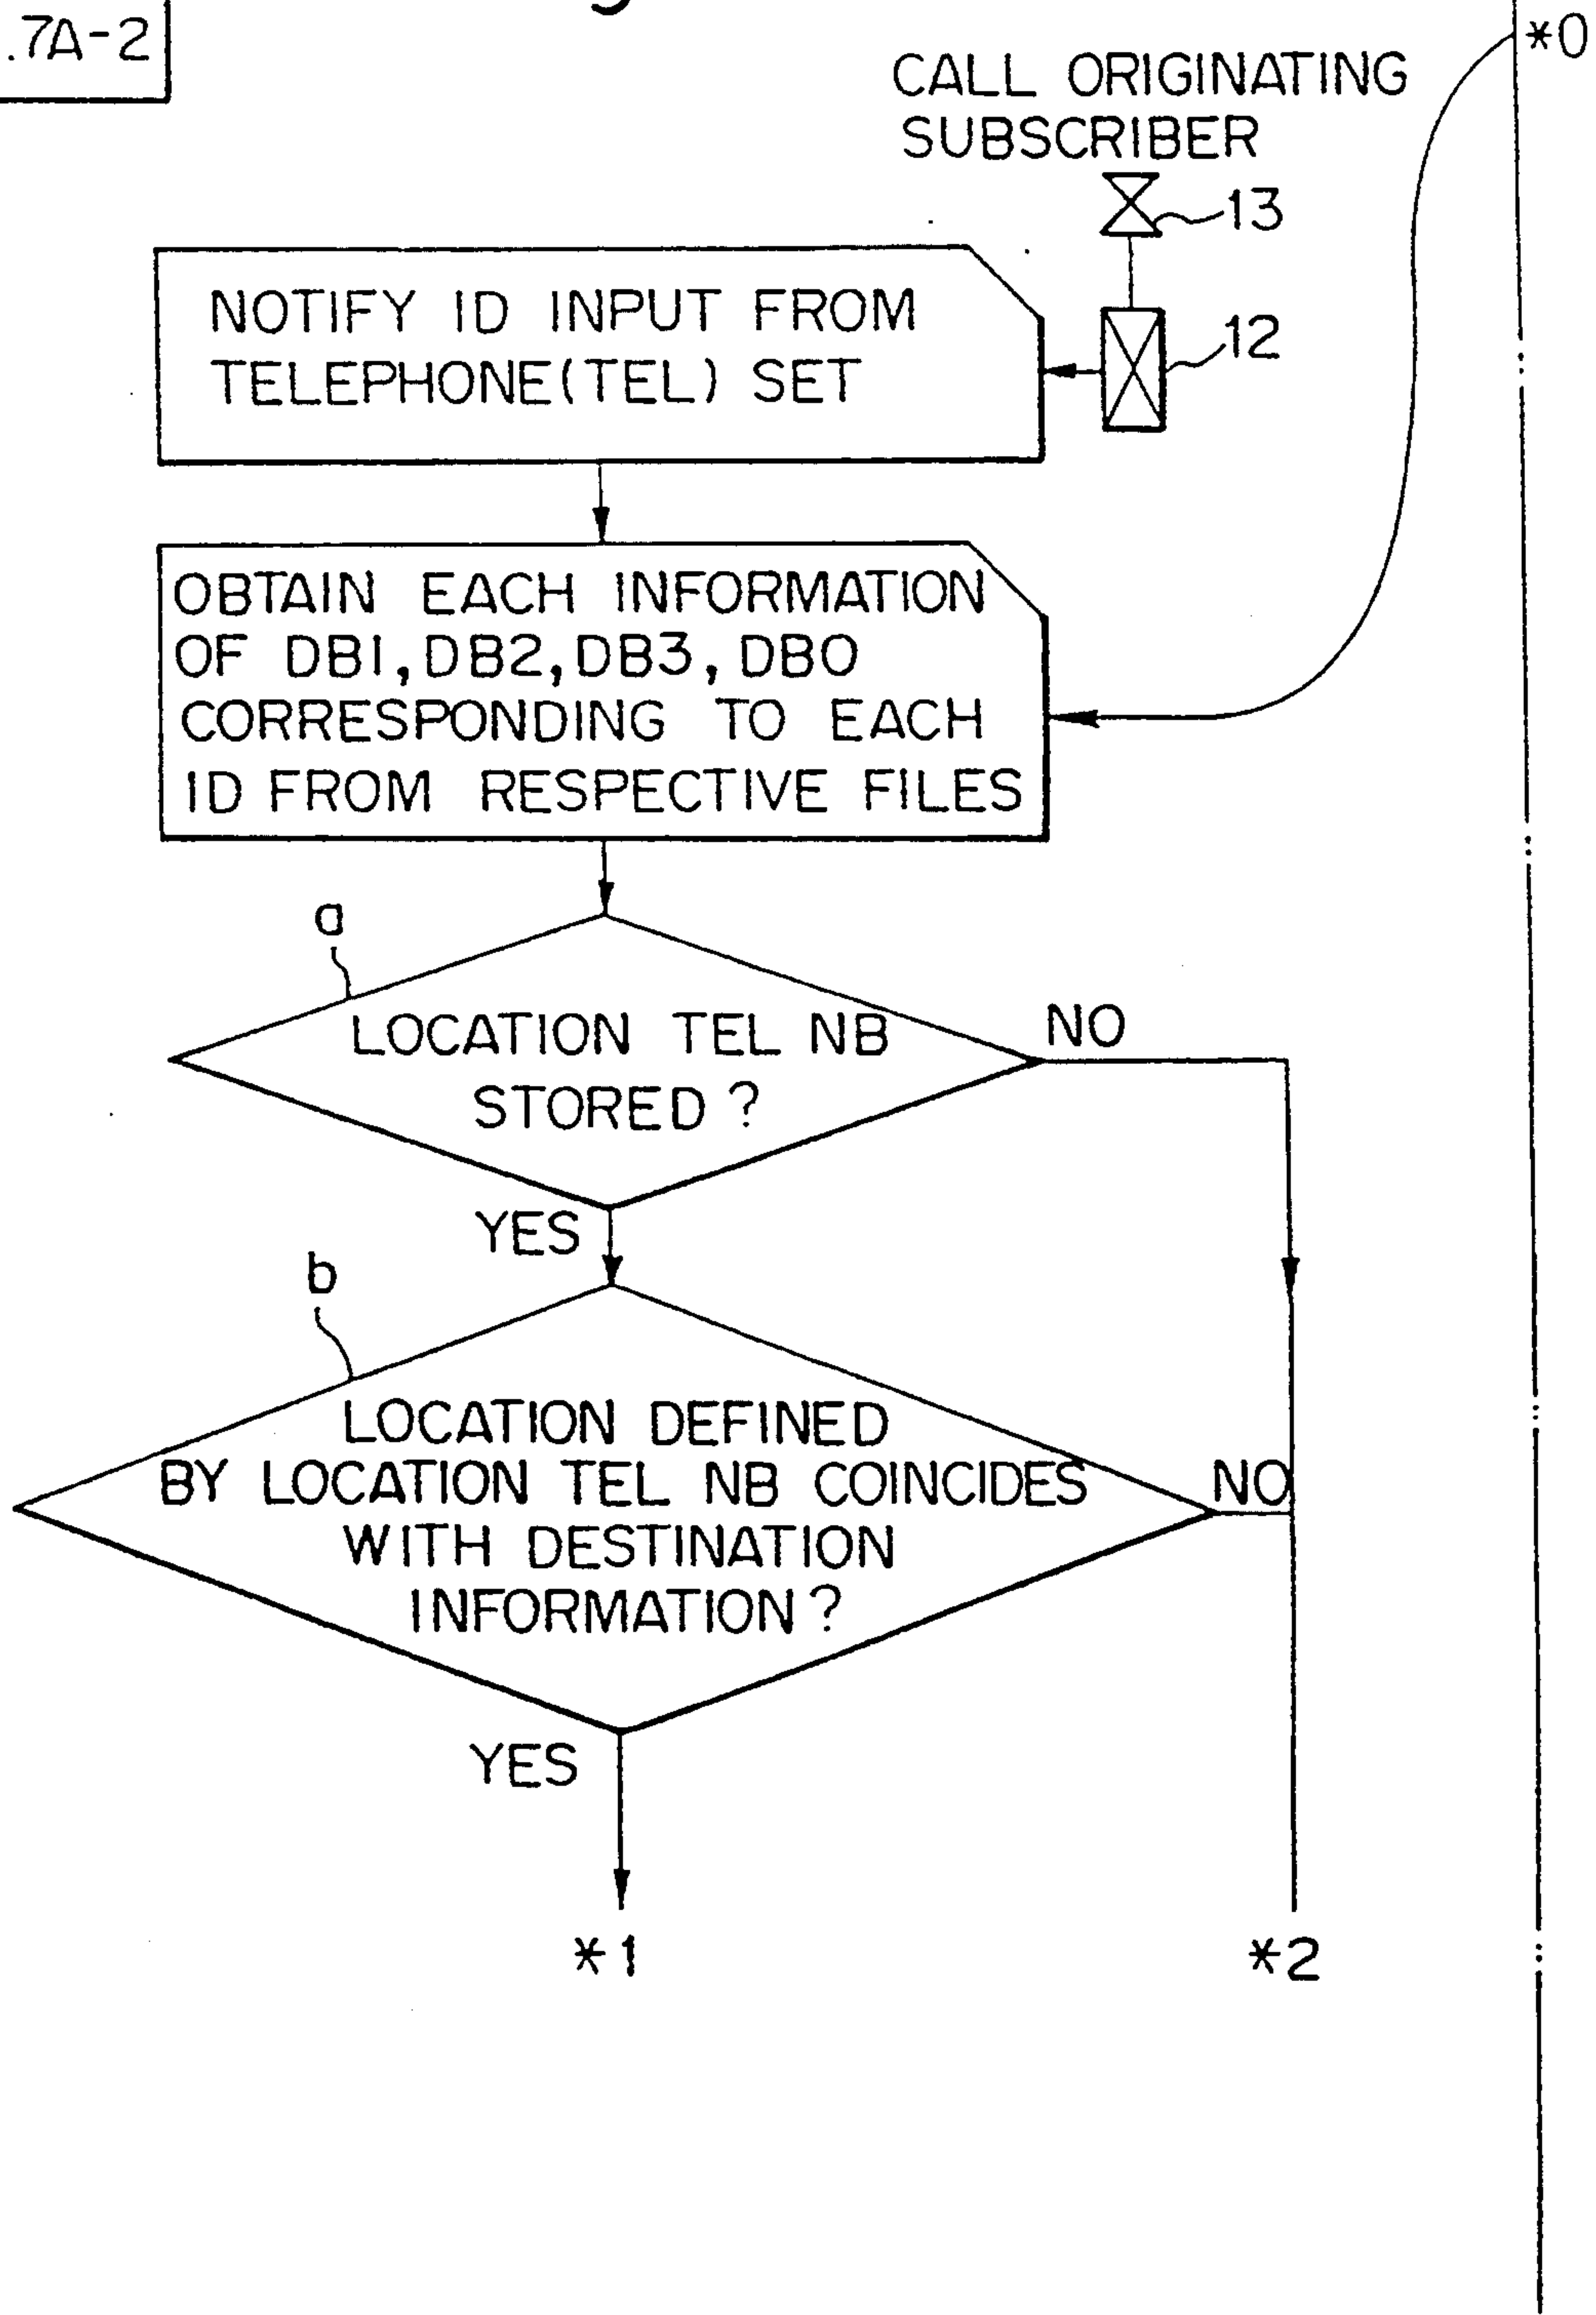 .7A-2
*0
CALL ORIGINATING
SUBSCRIBER
13
NOTIFY ID INPUT FROM
TELEPHONE(TEL) SET
12
OBTAIN EACH INFORMATION
OF DB1, DB2, DB3, DB0
CORRESPONDING TO EACH
ID FROM RESPECTIVE FILES
a
LOCATION TEL NB
STORED ?
NO
YES
b
LOCATION DEFINED
BY LOCATION TEL NB COINCIDES
WITH DESTINATION
INFORMATION ?
NO
YES
*1
*2